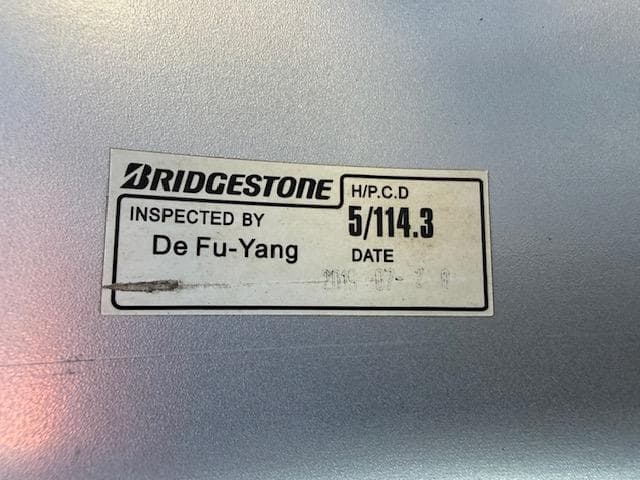 BRIDGESTONE
H/P.C.D
5/114.3
INSPECTED BY
De Fu-Yang
DATE